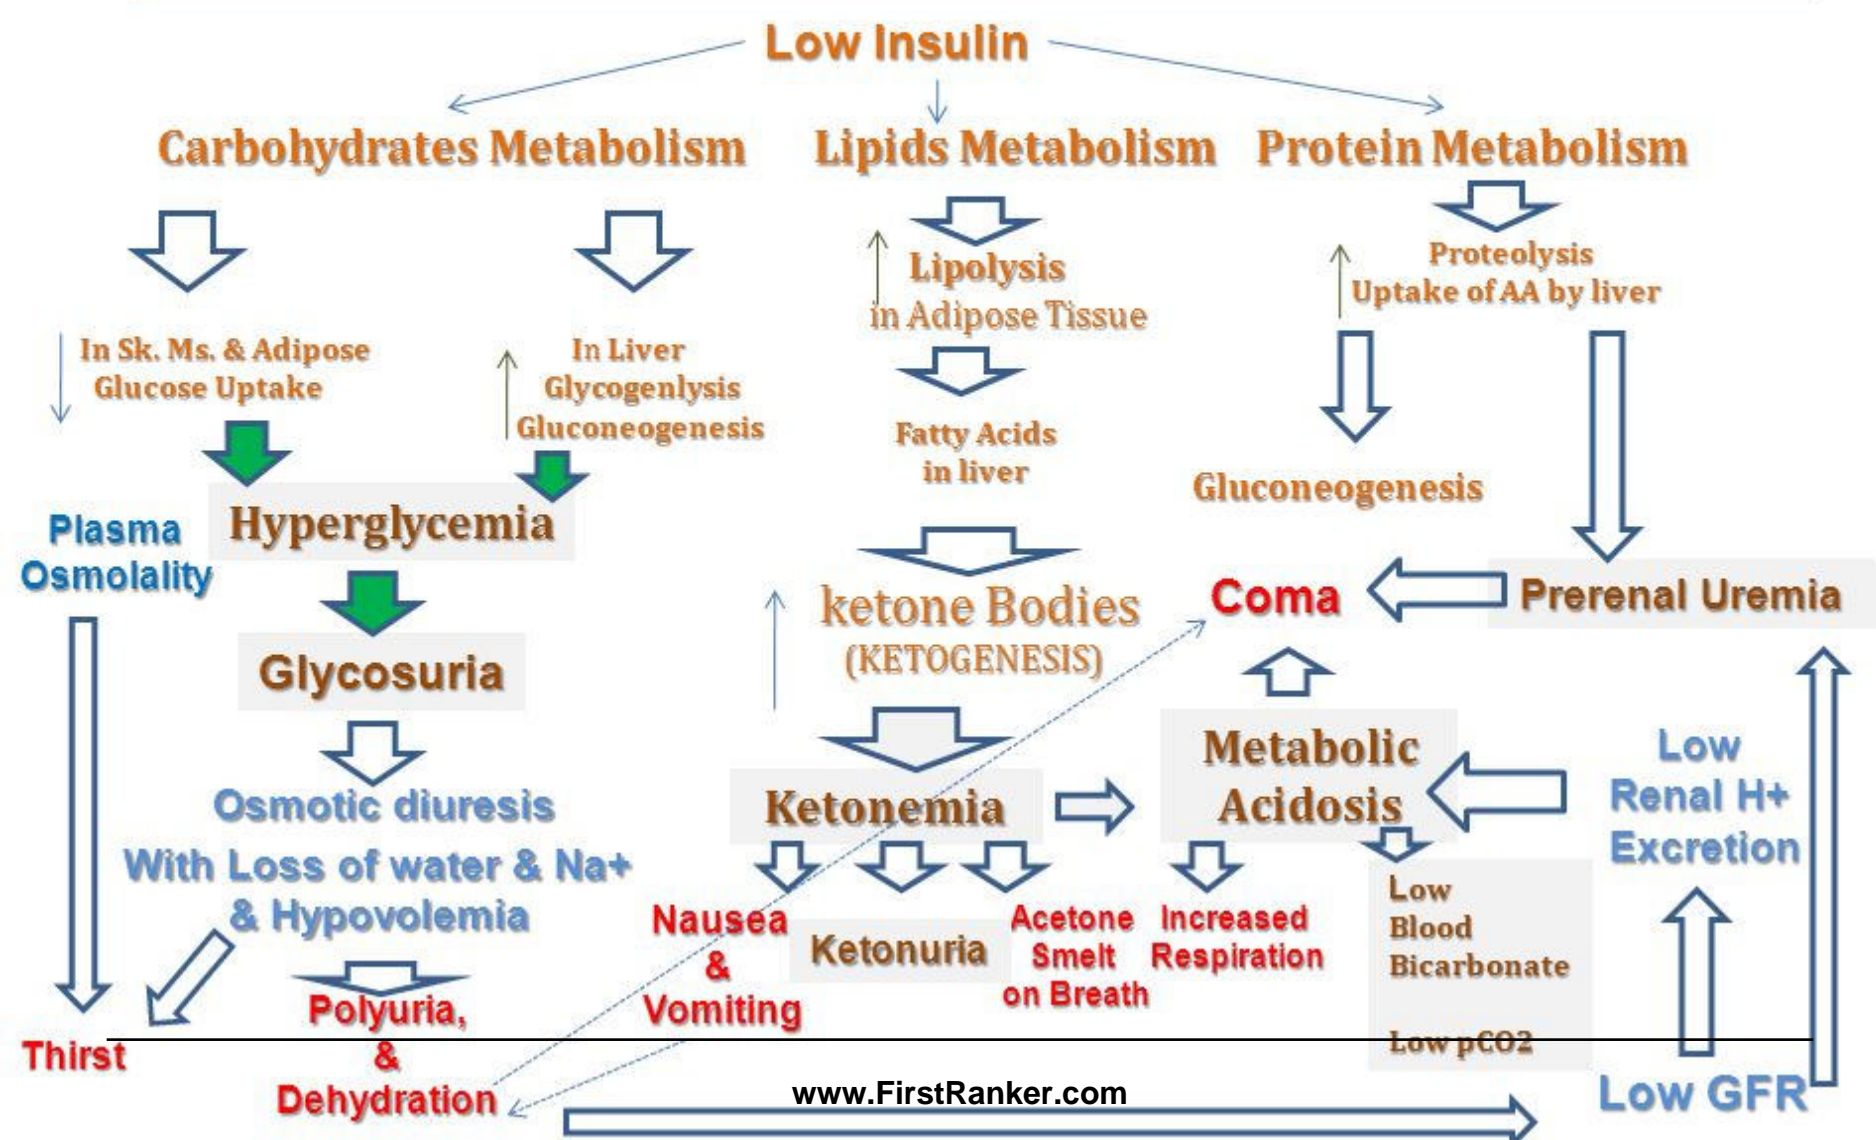 Low Insulin
Carbohydrates Metabolism
Lipids Metabolism
Protein Metabolism
In Sk. Ms. & Adipose
Glucose Uptake
In Liver
Glycogenlysis
Gluconeogenesis
Lipolysis
in Adipose Tissue
Proteolysis
Uptake of AA by liver
Fatty Acids
in liver
Gluconeogenesis
Plasma
Osmolality
Hyperglycemia
Glycosuria
ketone Bodies
(KETOGENESIS)
Coma
Prerenal Uremia
Osmotic diuresis
With Loss of water & Na+
& Hypovolemia
Ketonemia
Metabolic
Acidosis
Low
Renal H+
Excretion
Nausea
&
Vomiting
Ketonuria
Acetone
Smelt
on Breath
Increased
Respiration
Low
Blood
Bicarbonate
Low pCO2
Thirst
Polyuria,
&
Dehydration
www.FirstRanker.com
Low GFR